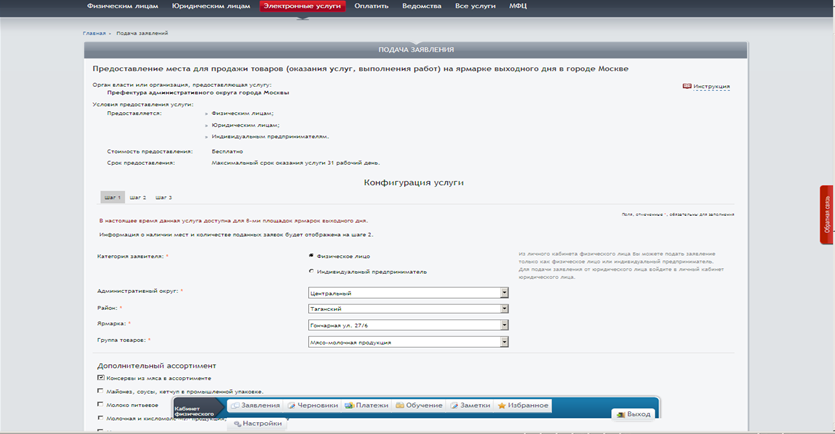 Физическим лицам Юридическим лицам Электронные услуги Оплатить Ведомства Все услуги МФЦ
Главная » Подача заявлений
ПОДАЧА ЗАЯВЛЕНИЯ
Предоставление места для продажи товаров (оказания услуг, выполнения работ) на ярмарке выходного дня в городе Москве
Орган власти или организация, предоставляющая услугу:
Префектура административного округа города Москвы
Инструкция
Условия предоставления услуги:
Предоставляется: » Физическим лицам;
» Юридическим лицам;
» Индивидуальным предпринимателям.
Стоимость предоставления: Бесплатно
Срок предоставления: Максимальный срок оказания услуги 31 рабочий день.
Конфигурация услуги
Шаг 1 Шаг 2 Шаг 3
Поля, отмеченные *, обязательны для заполнения
В настоящее время данная услуга доступна для 6-ми площадок ярмарок выходного дня.
Информация о наличии мест и количестве поданных заявок будет отображена на шаге 2.
Категория заявителя: * Физическое лицо
Индивидуальный предприниматель
Из личного кабинета физического лица Вы можете подать заявление
только как физическое лицо или индивидуальный предприниматель.
Для подачи заявления от юридического лица войдите в личный кабинет
юридического лица.
Административный округ: * Центральный
Район: * Таганский
Ярмарка: * Гончарная ул. 27/6
Группа товаров: * Мясо-молочная продукция
Дополнительный ассортимент
Консервы из мяса в ассортименте
Майонез, соусы, кетчуп в промышленной упаковке.
Молоко питьевое
Молочная и кисломолочная продукция
Кабинет
физического
Заявления Черновики Платежи Обучение Заметки Избранное
Выход
Настройки
Обратная связь